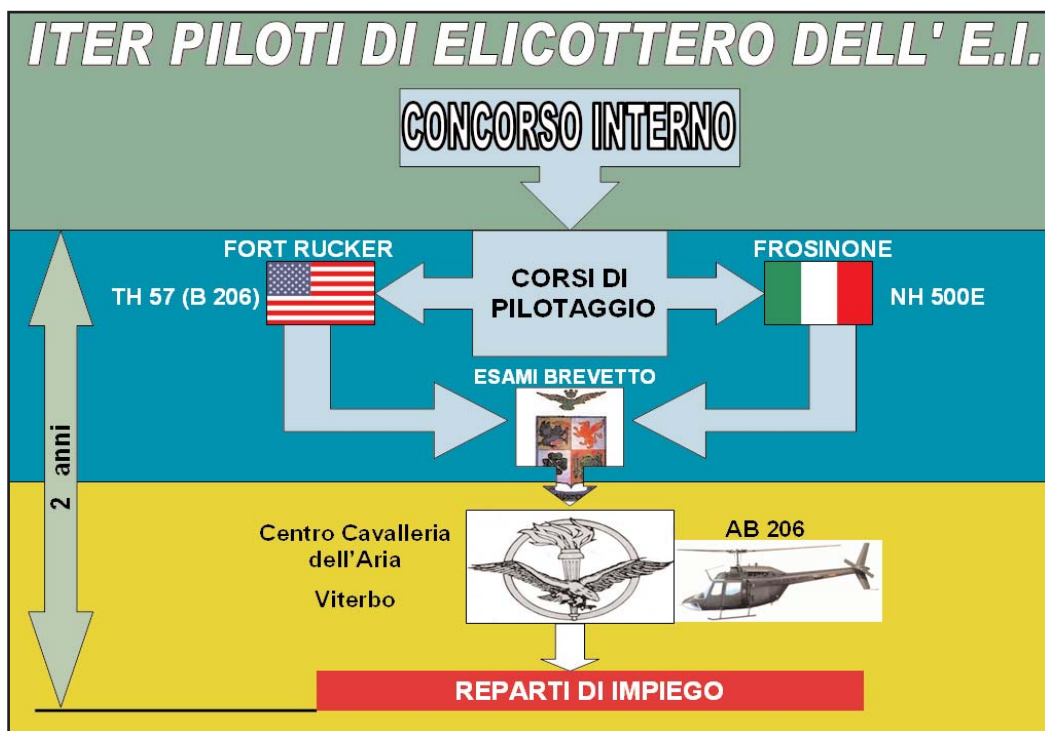 ITER PILOTI DI ELICOTTERO DELL' E.I.
CONCORSO INTERNO
FORT RUCKER
FROSINONE
TH 57 (B 206)
CORSI DI
PILOTAGGIO
NH 500E
ESAMI BREVETTO
2 anni
Centro Cavalleria
dell'Aria
Viterbo
AB 206
REPARTI DI IMPIEGO